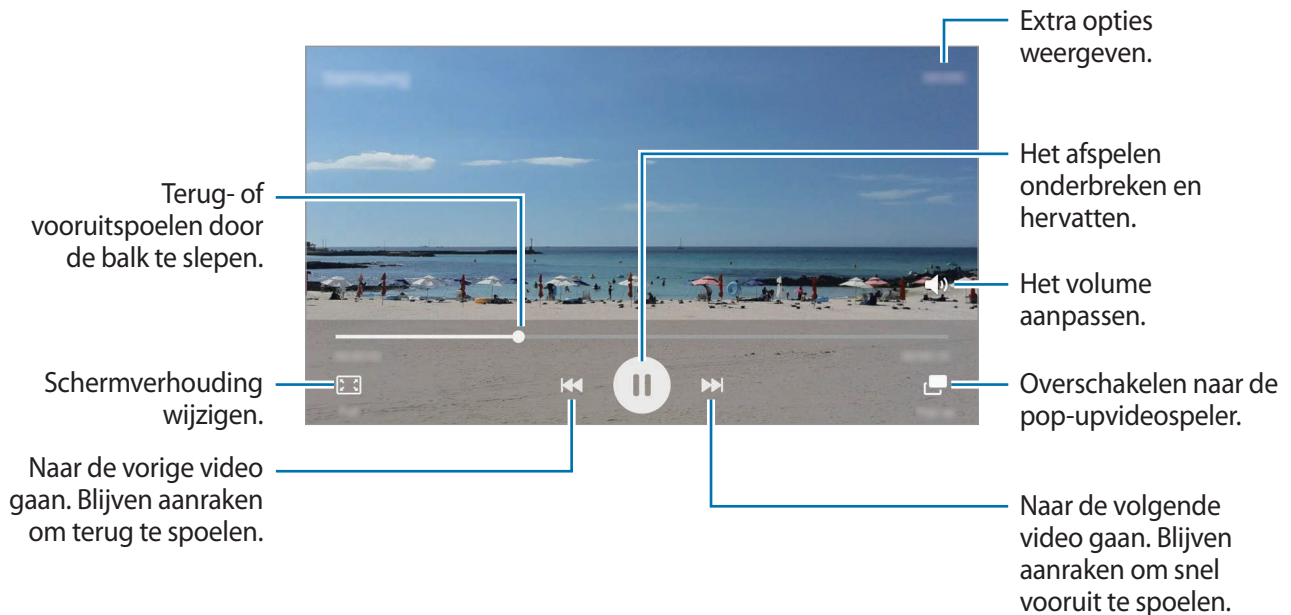 Extra opties
weergeven.
Het afspelen
onderbreken en
hervatten.
Terug- of
vooruitspoelen door
de balk te slepen.
Het volume
aanpassen.
Schermverhouding
wijzigen.
Overschakelen naar de
pop-upvideospeler.
Naar de vorige video
gaan. Blijven aanraken
om terug te spoelen.
Naar de volgende
video gaan. Blijven
aanraken om snel
vooruit te spoelen.